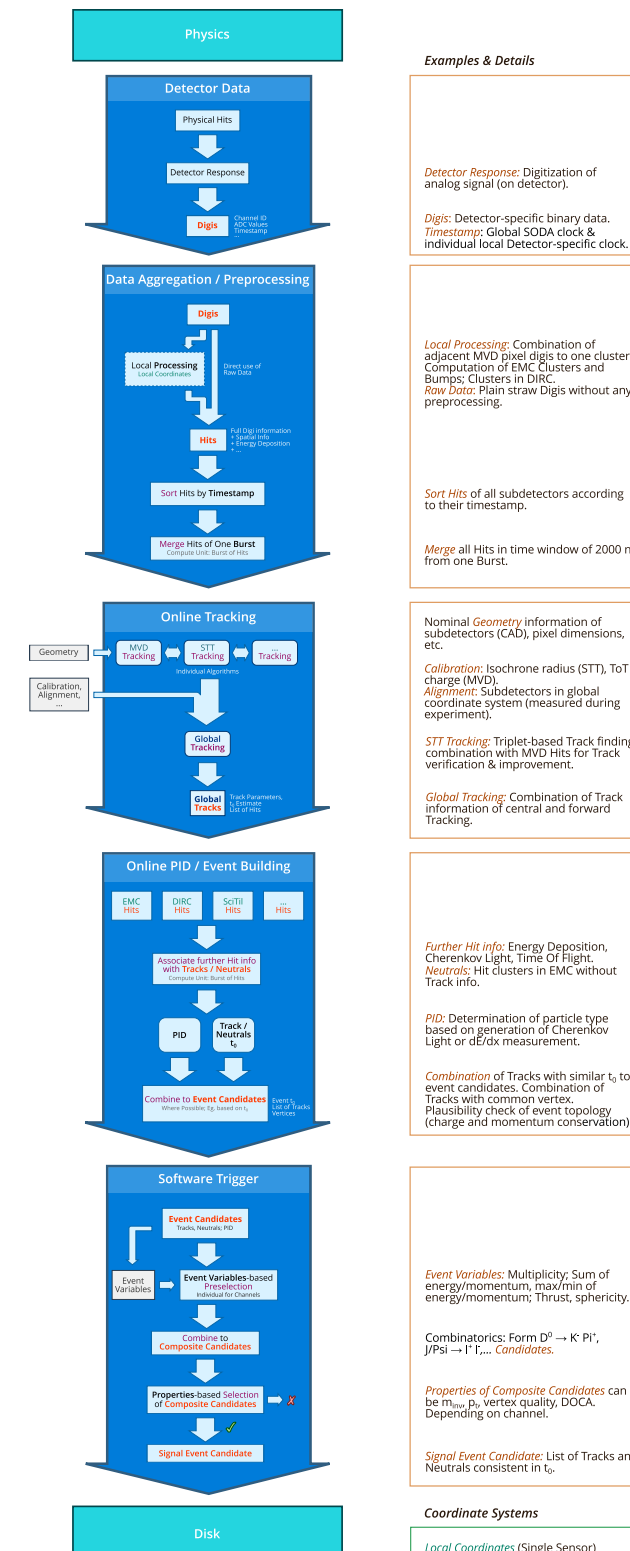 Physics
Examples & Details
Detector Data
Physical Hits
Detector Response
Digis
Channel ID
ADC Values
Timestamp
...
Detector Response: Digitization of
analog signal (on detector).
Digis: Detector-specific binary data.
Timestamp: Global SODA clock &
individual local Detector-specific clock.
Data Aggregation / Preprocessing
Digis
Local Processing
Local Coordinates
Direct use of
Raw Data
Hits
Full Digi information
+ Spatial Info
+ Energy Deposition
+ ...
Sort Hits by Timestamp
Merge Hits of One Burst
Compute Unit: Burst of Hits
Local Processing: Combination of
adjacent MVD pixel digis to one cluster
Computation of EMC Clusters and
Bumps; Clusters in DIRC.
Raw Data: Plain straw Digis without any
preprocessing.
Sort Hits of all subdetectors according
to their timestamp.
Merge all Hits in time window of 2000 n
from one Burst.
Online Tracking
Geometry
MVD
Tracking
STT
Tracking
...
Tracking
Individual Algorithms
Calibration,
Alignment,
...
Global
Tracking
Global
Tracks
Track Parameters,
t₀ Estimate
List of Hits
Nominal Geometry information of
subdetectors (CAD), pixel dimensions,
etc.
Calibration: Isochrone radius (STT), ToT
charge (MVD).
Alignment: Subdetectors in global
coordinate system (measured during
experiment).
STT Tracking: Triplet-based Track finding
combination with MVD Hits for Track
verification & improvement.
Global Tracking: Combination of Track
information of central and forward
Tracking.
Online PID / Event Building
EMC
Hits
DIRC
Hits
SciTil
Hits
...
Hits
Associate further Hit info
with Tracks / Neutrals
Compute Unit: Burst of Hits
PID
Track /
Neutrals
t₀
Combine to Event Candidates
Where Possible; Eg. based on t₀
Event t₀
List of Tracks
Vertices
Further Hit info: Energy Deposition,
Cherenkov Light, Time Of Flight.
Neutrals: Hit clusters in EMC without
Track info.
PID: Determination of particle type
based on generation of Cherenkov
Light or dE/dx measurement.
Combination of Tracks with similar t₀ to
event candidates. Combination of
Tracks with common vertex.
Plausibility check of event topology
(charge and momentum conservation)
Software Trigger
Event Candidates
Tracks, Neutrals; PID
Event
Variables
Event Variables-based
Preselection
Individual for Channels
Combine to
Composite Candidates
Properties-based Selection
of Composite Candidates
✗
✓
Signal Event Candidate
Event Variables: Multiplicity; Sum of
energy/momentum, max/min of
energy/momentum; Thrust, sphericity.
Combinatorics: Form D⁰ → K⁻ Pi⁺,
J/Psi → l⁺ l⁻,... Candidates.
Properties of Composite Candidates can
be mᵢₙᵥ, pₜ, vertex quality, DOCA.
Depending on channel.
Signal Event Candidate: List of Tracks an
Neutrals consistent in t₀.
Disk
Coordinate Systems
Local Coordinates (Single Sensor)